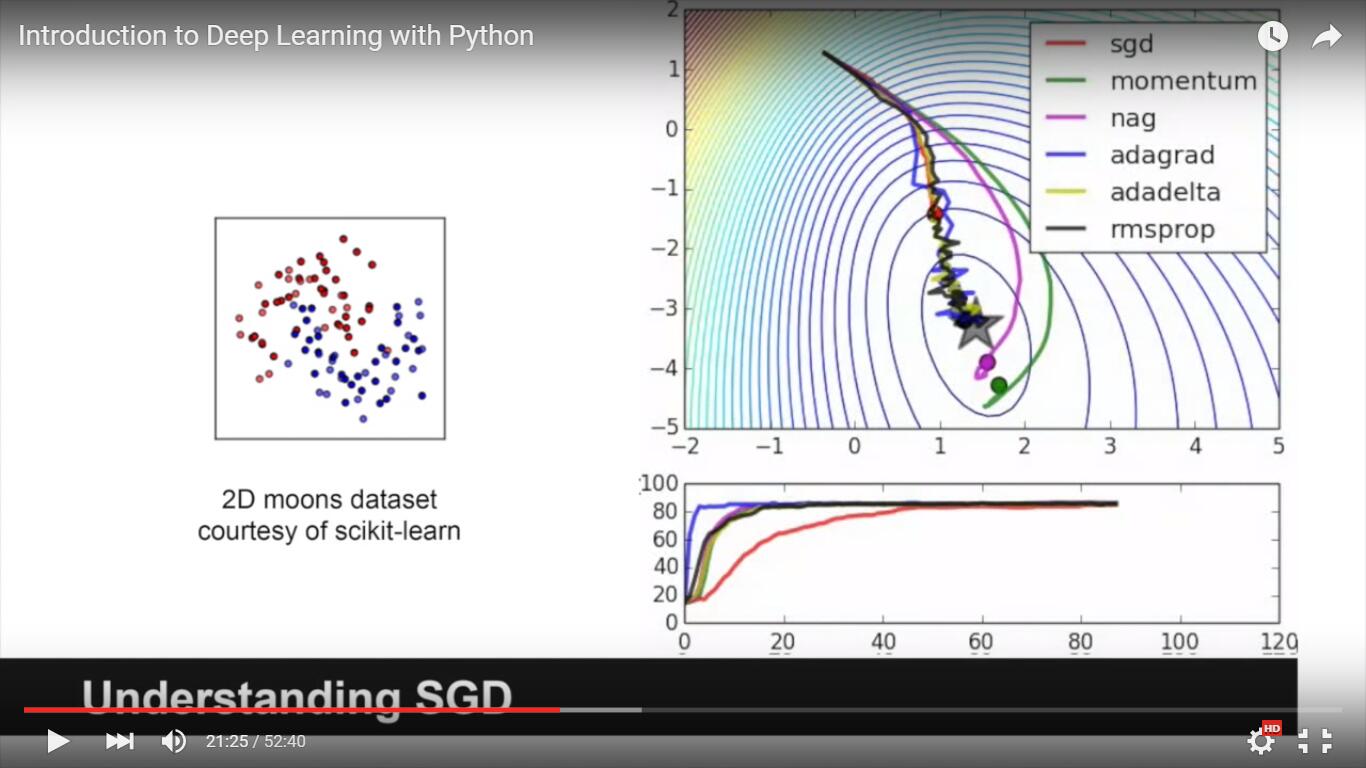 Introduction to Deep Learning with Python
2D moons dataset
courtesy of scikit-learn
2
1
0
−1
−2
−3
−4
−5
−2
−1
0
1
2
3
4
5
sgd
momentum
nag
adagrad
adadelta
rmsprop
100
80
60
40
20
0
0
20
40
60
80
100
120
Understanding SGD
21:25 / 52:40
HD